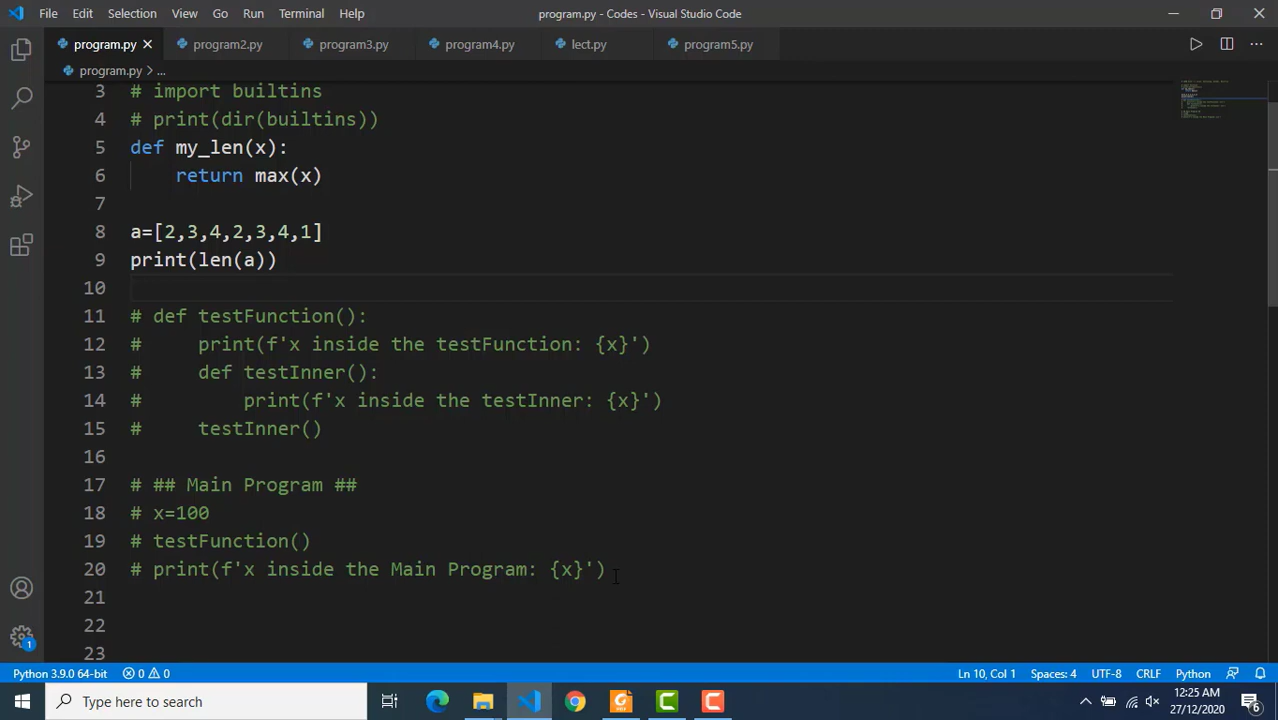 File Edit Selection View Go Run Terminal Help program.py - Codes - Visual Studio Code
program.py program2.py program3.py program4.py lect.py program5.py
program.py > ...
3 # import builtins
4 # print(dir(builtins))
5 def my_len(x):
6     return max(x)
7
8 a=[2,3,4,2,3,4,1]
9 print(len(a))
10
11 # def testFunction():
12 #     print(f'x inside the testFunction: {x}')
13 #     def testInner():
14 #         print(f'x inside the testInner: {x}')
15 #     testInner()
16
17 # ## Main Program ##
18 # x=100
19 # testFunction()
20 # print(f'x inside the Main Program: {x}')
21
22
23
1
Python 3.9.0 64-bit 0 0 Ln 10, Col 1 Spaces: 4 UTF-8 CRLF Python
Type here to search
12:25 AM
27/12/2020
6